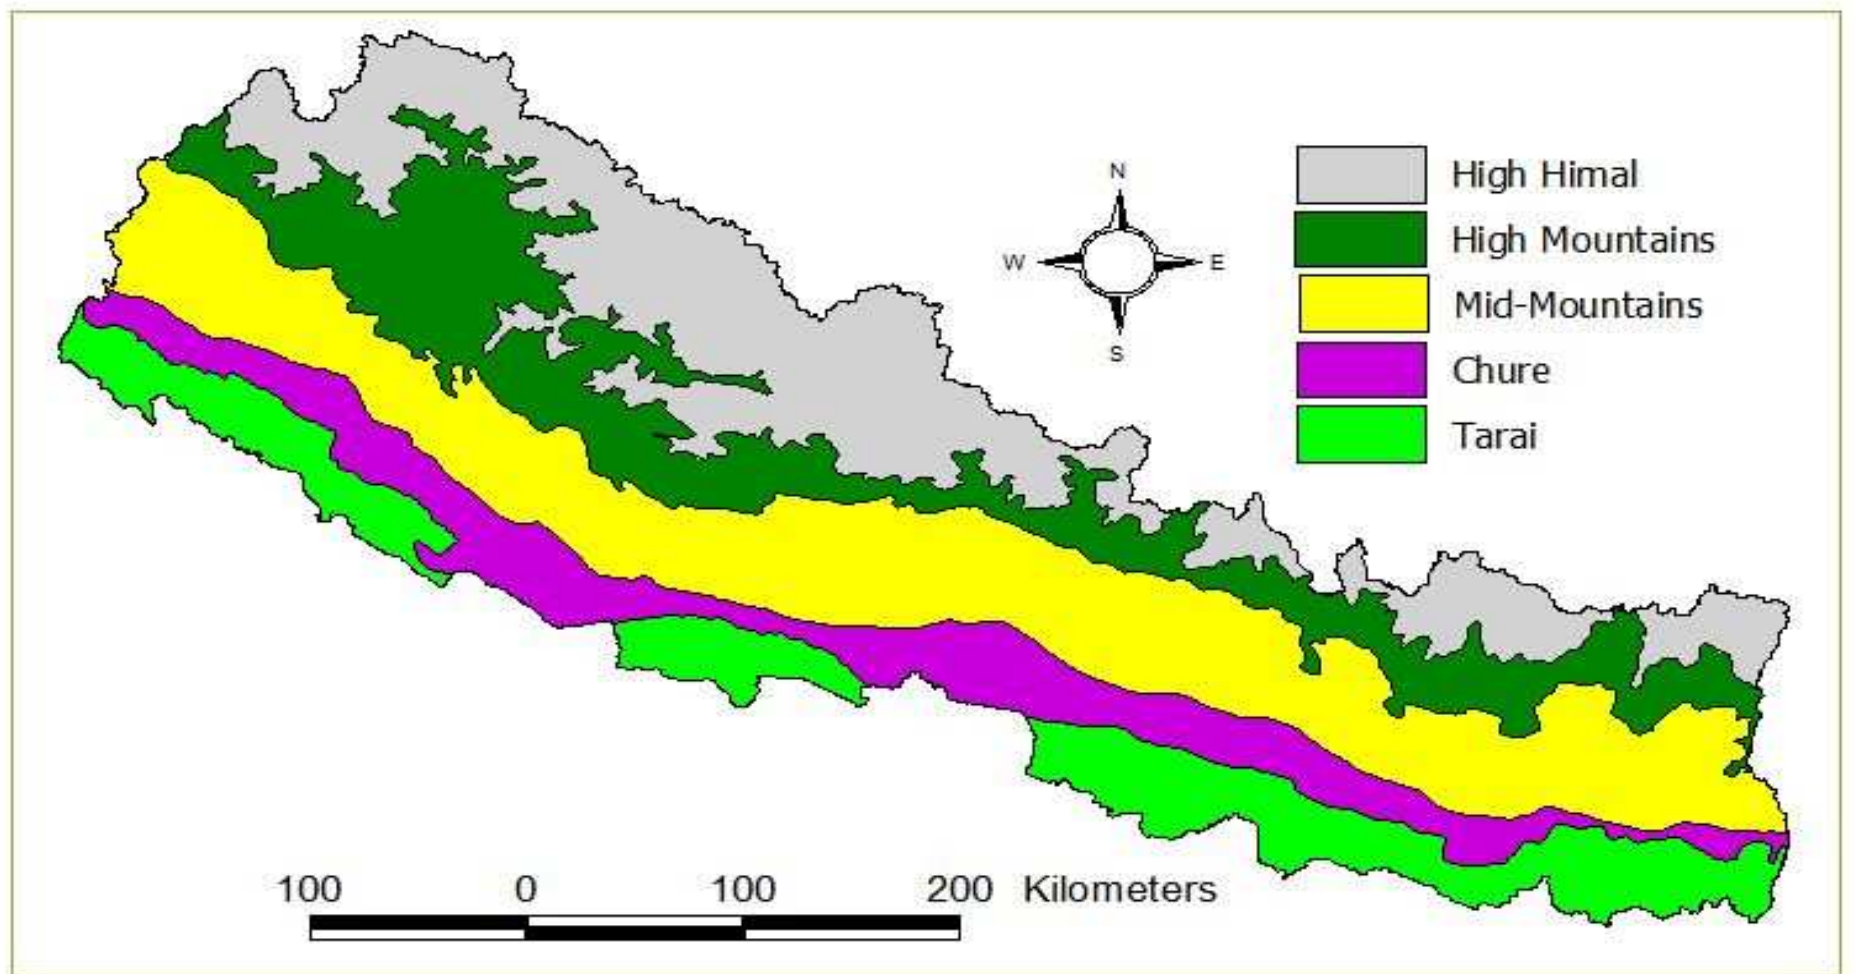 N
W E
S
High Himal
High Mountains
Mid-Mountains
Chure
Tarai
100 0 100 200 Kilometers